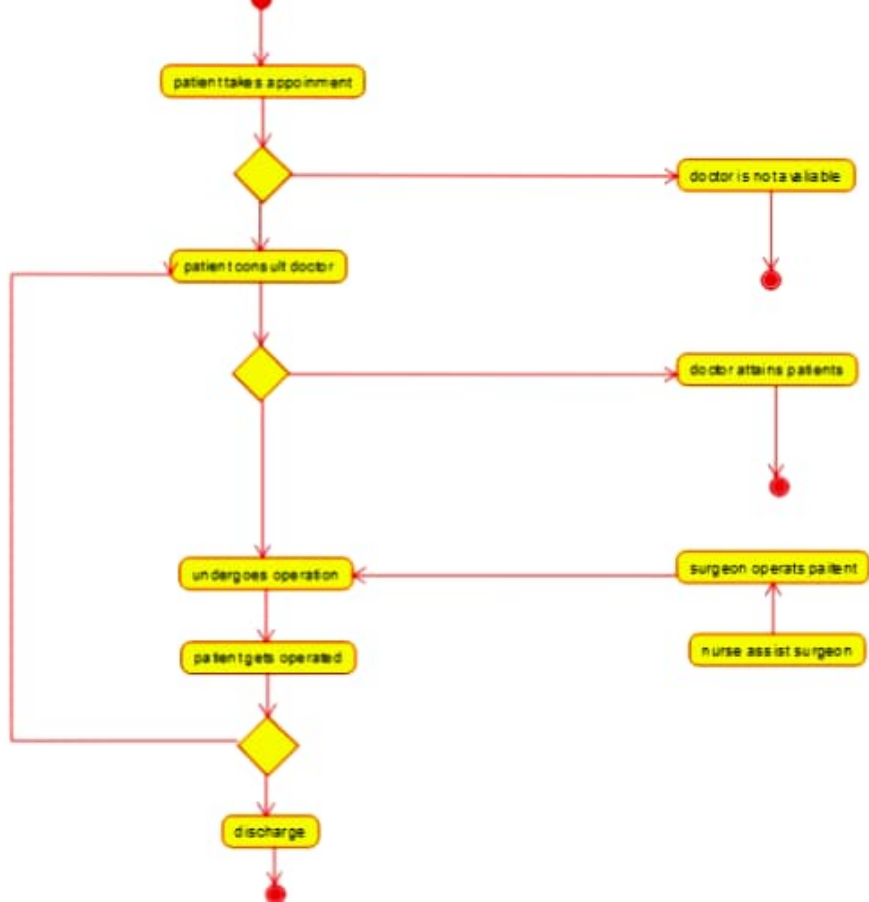 patient takes appoinment
doctor is not avaliable
patient consult doctor
doctor attains patients
undergoes operation
surgeon operats paitent
patient gets operated
nurse assist surgeon
discharge